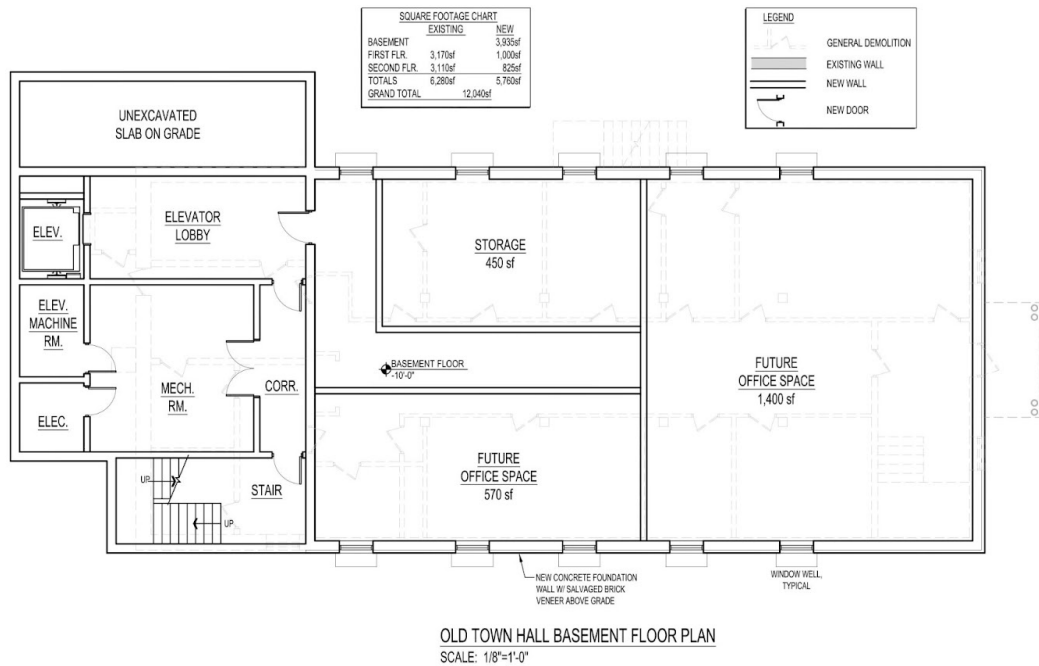 SQUARE FOOTAGE CHART
EXISTING NEW
BASEMENT 3,935sf
FIRST FLR. 3,170sf 1,000sf
SECOND FLR. 3,110sf 825sf
TOTALS 6,280sf 5,760sf
GRAND TOTAL 12,040sf
LEGEND
GENERAL DEMOLITION
EXISTING WALL
NEW WALL
NEW DOOR
UNEXCAVATED
SLAB ON GRADE
ELEV.
ELEVATOR
LOBBY
STORAGE
450 sf
ELEV.
MACHINE
RM.
MECH.
RM.
CORR.
BASEMENT FLOOR
-10'-0"
FUTURE
OFFICE SPACE
1,400 sf
ELEC.
FUTURE
OFFICE SPACE
570 sf
UP
STAIR
UP
NEW CONCRETE FOUNDATION
WALL W/ SALVAGED BRICK
VENEER ABOVE GRADE
WINDOW WELL,
TYPICAL
OLD TOWN HALL BASEMENT FLOOR PLAN
SCALE: 1/8"=1'-0"